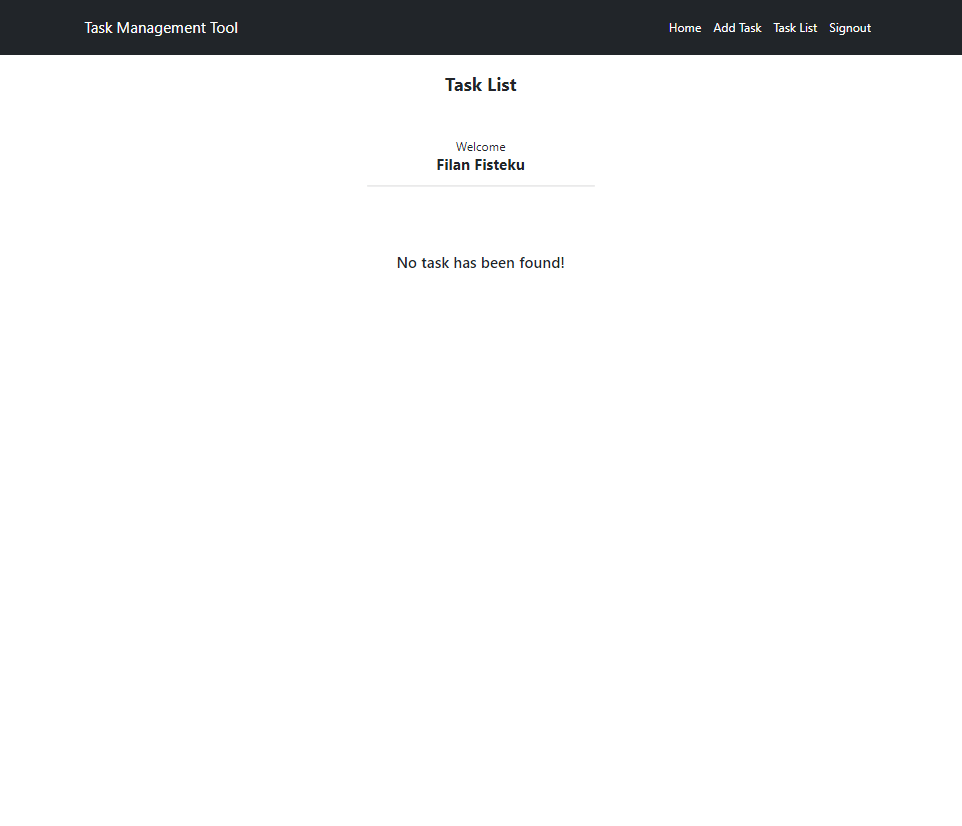 Task Management Tool
Home Add Task Task List Signout
Task List
Welcome
Filan Fisteku
No task has been found!